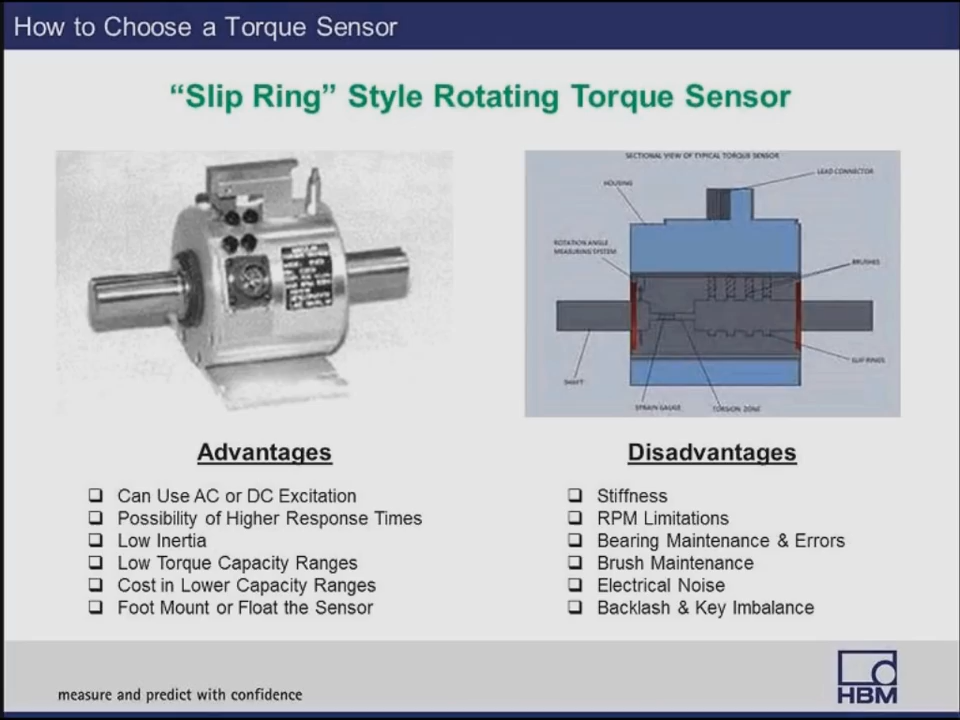 How to Choose a Torque Sensor
“Slip Ring” Style Rotating Torque Sensor
SECTIONAL VIEW OF TYPICAL TORQUE SENSOR
LEAD CONNECTOR
HOUSING
ROTATION ANGLE
MEASURING SYSTEM
BRUSHES
SLIP RINGS
SHAFT
STRAIN GAUGE
TORSION ZONE
Advantages
❑ Can Use AC or DC Excitation
❑ Possibility of Higher Response Times
❑ Low Inertia
❑ Low Torque Capacity Ranges
❑ Cost in Lower Capacity Ranges
❑ Foot Mount or Float the Sensor
Disadvantages
❑ Stiffness
❑ RPM Limitations
❑ Bearing Maintenance & Errors
❑ Brush Maintenance
❑ Electrical Noise
❑ Backlash & Key Imbalance
measure and predict with confidence
HBM